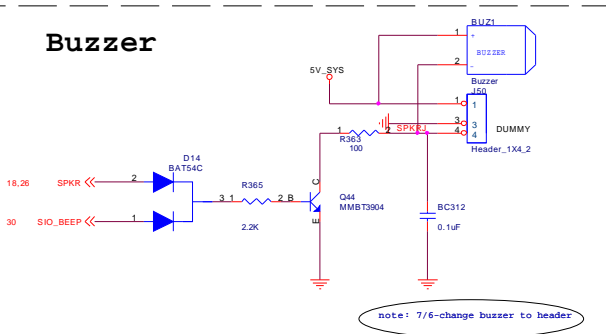 Buzzer
BUZ1
1 +
BUZZER
2 -
5V_SYS
Buzzer
J50
1 1
3 3
4 4
DUMMY
Header_1X4_2
1 2 SPKRJ
R363
100
D14
BAT54C
18,26 SPKR 2
3 1 R365 2 B
2.2K
C
E
Q44
MMBT3904
BC312
0.1uF
30 SIO_BEEP 1
note: 7/6-change buzzer to header